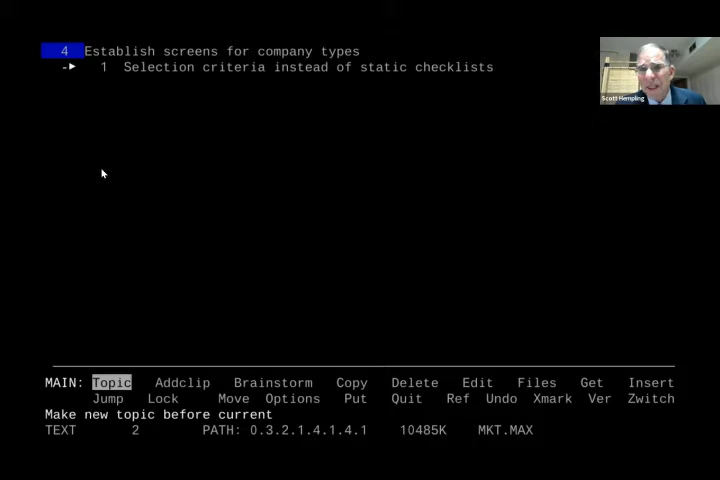 4 Establish screens for company types
-► 1 Selection criteria instead of static checklists
Scott Hempling
MAIN: Topic Addclip Brainstorm Copy Delete Edit Files Get Insert
Jump Lock Move Options Put Quit Ref Undo Xmark Ver Zwitch
Make new topic before current
TEXT 2 PATH: 0.3.2.1.4.1.4.1 10485K MKT.MAX